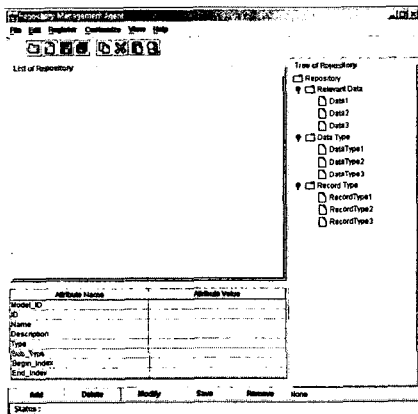 Repository Management Agent
File Edit Register Customize View Help
List of Repository
Tree of Repository
Repository
Relevant Data
Data1
Data2
Data3
Data Type
DataType1
DataType2
DataType3
Record Type
RecordType1
RecordType2
RecordType3
Attribute Name Attribute Value
Model_ID
ID
Name
Description
Type
Sub_Type
Begin_Index
End_Index
Add Delete Modify Save Remove None
Status :